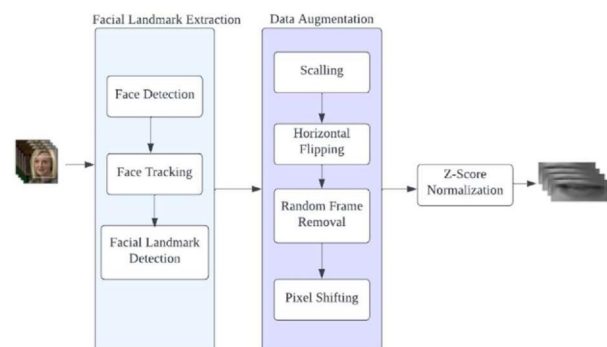 Facial Landmark Extraction
Data Augmentation
Face Detection
Face Tracking
Facial Landmark
Detection
Scalling
Horizontal
Flipping
Random Frame
Removal
Pixel Shifting
Z-Score
Normalization